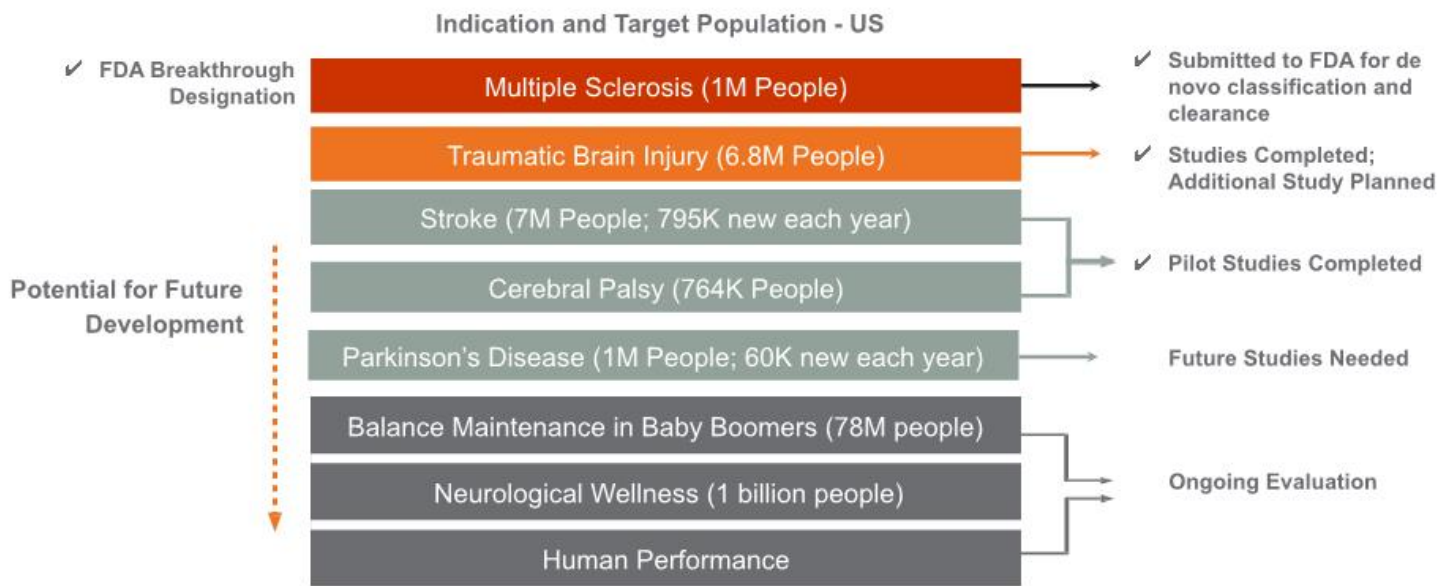 Indication and Target Population - US
✓ FDA Breakthrough
Designation
Multiple Sclerosis (1M People)
✓ Submitted to FDA for de
novo classification and
clearance
Traumatic Brain Injury (6.8M People)
✓ Studies Completed;
Additional Study Planned
Stroke (7M People; 795K new each year)
Cerebral Palsy (764K People)
✓ Pilot Studies Completed
Potential for Future
Development
Parkinson's Disease (1M People; 60K new each year)
Future Studies Needed
Balance Maintenance in Baby Boomers (78M people)
Neurological Wellness (1 billion people)
Human Performance
Ongoing Evaluation